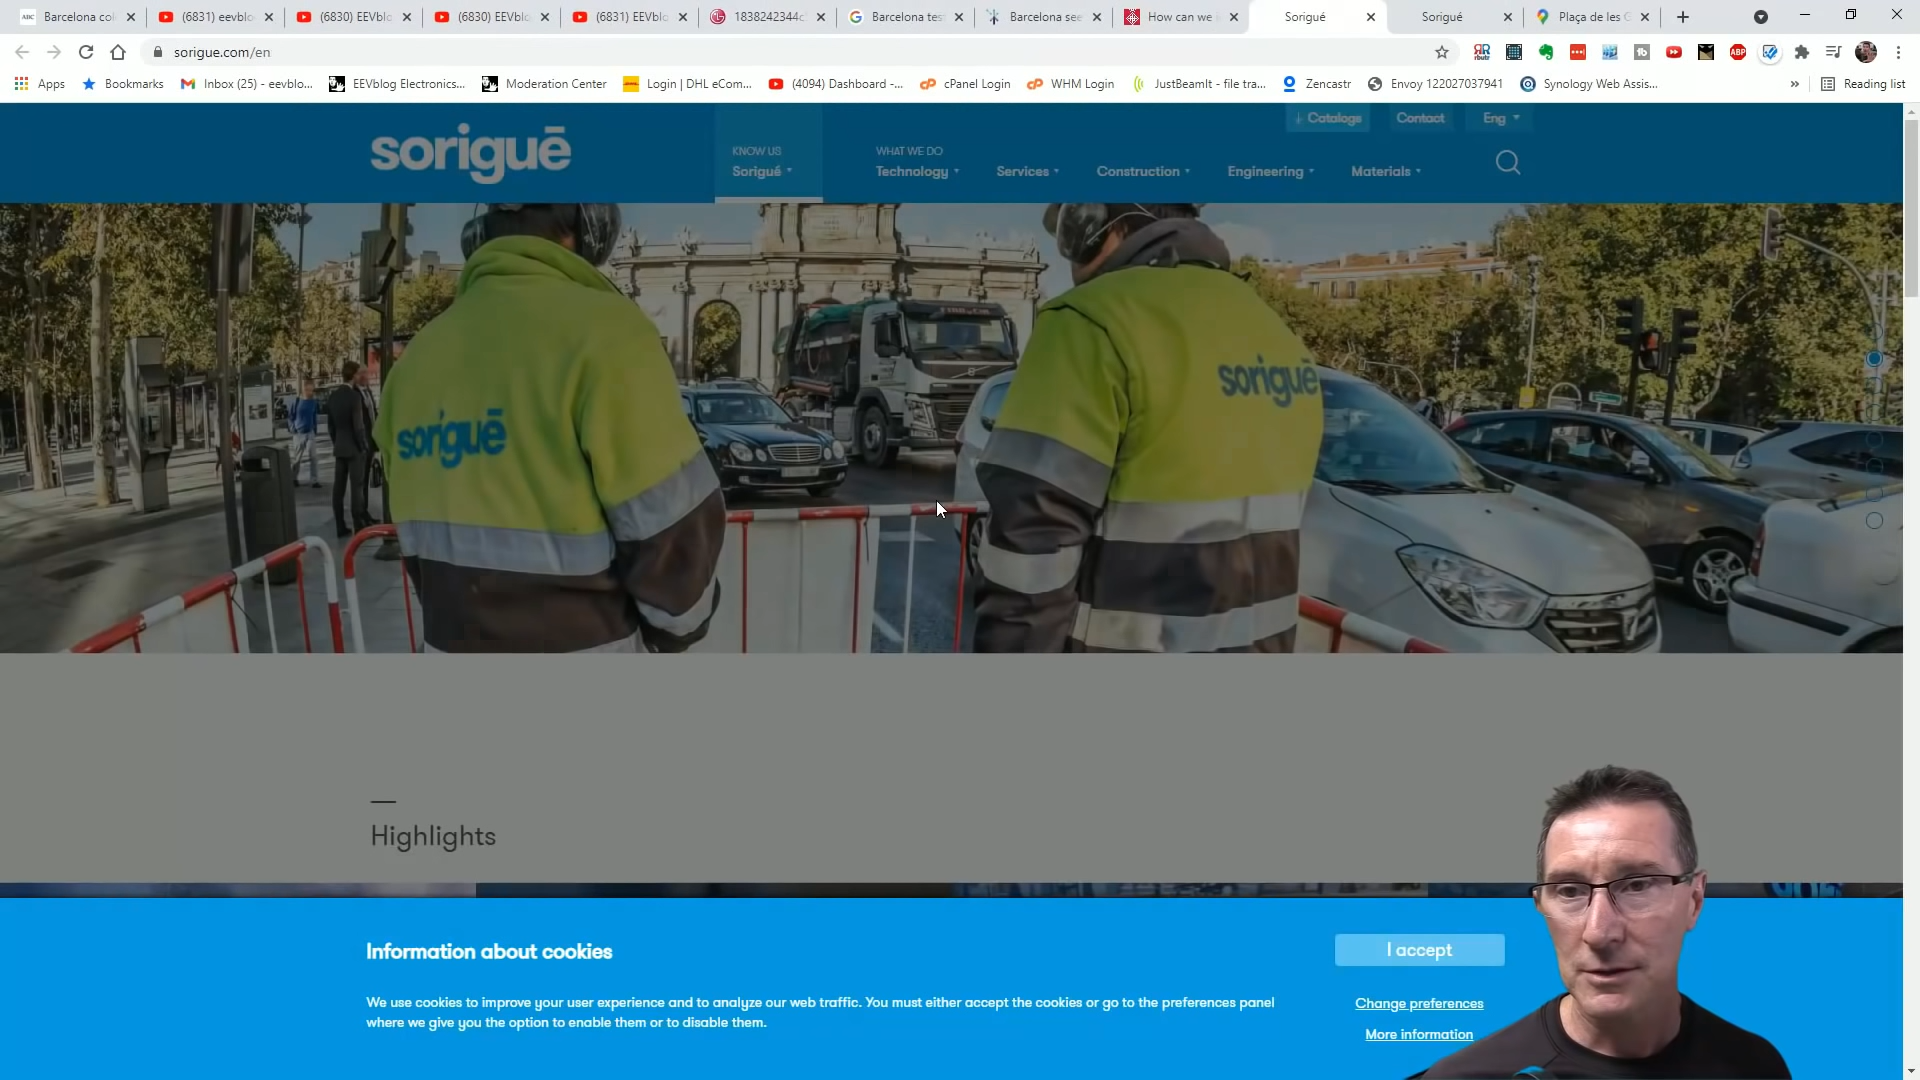 Barcelona col
(6831) eevblo
(6830) EEVblo
(6830) EEVblo
(6831) EEVblo
1838242344c
Barcelona tes
Barcelona see
How can we i
Sorigué
Sorigué
Plaça de les G
sorigue.com/en
Apps
Bookmarks
Inbox (25) - eevblo...
EEVblog Electronics...
Moderation Center
Login | DHL eCom...
(4094) Dashboard -...
cPanel Login
WHM Login
JustBeamIt - file tra...
Zencastr
Envoy 122027037941
Synology Web Assis...
»
Reading list
Catalogs
Contact
Eng
soriguē
KNOW US
Sorigué
WHAT WE DO
Technology
Services
Construction
Engineering
Materials
soriguē
soriguē
Highlights
Information about cookies
We use cookies to improve your user experience and to analyze our web traffic. You must either accept the cookies or go to the preferences panel
where we give you the option to enable them or to disable them.
I accept
Change preferences
More information